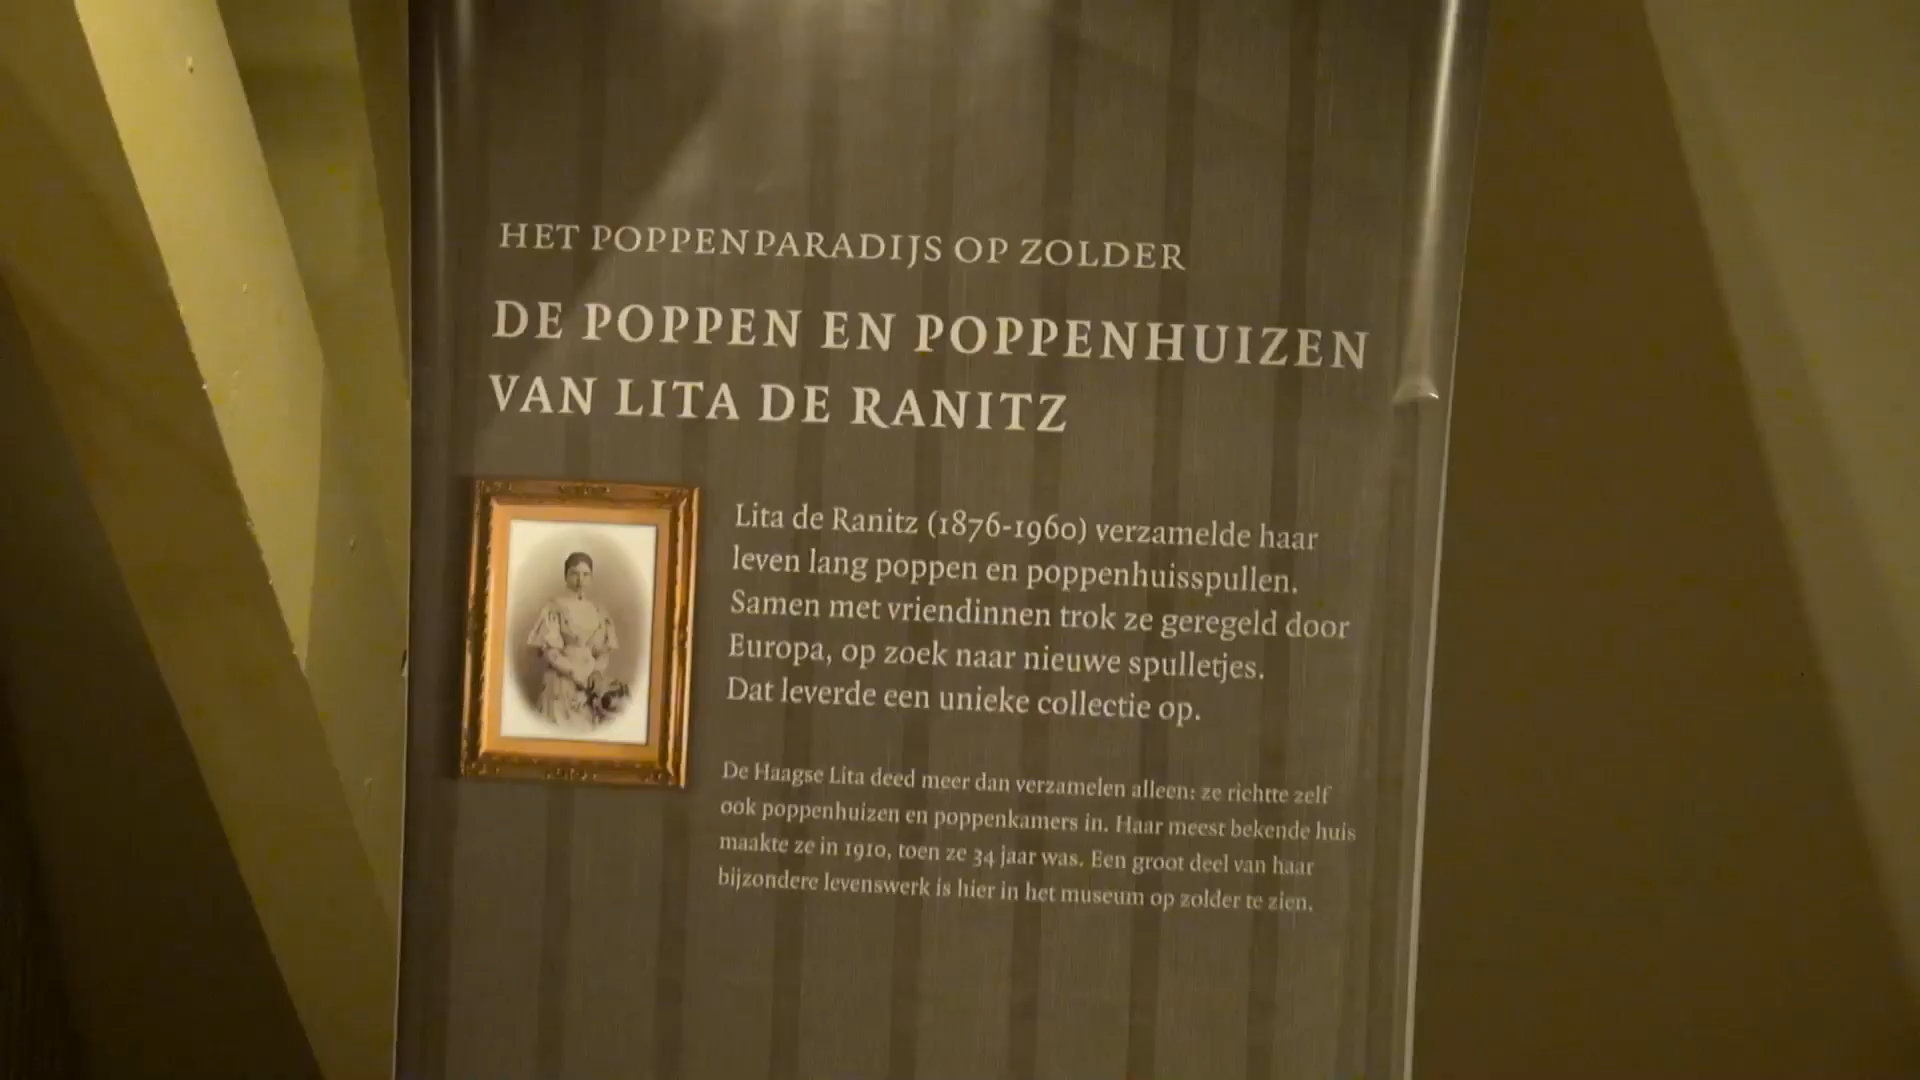 HET POPPENPARADIJS OP ZOLDER
DE POPPEN EN POPPENHUIZEN
VAN LITA DE RANITZ
Lita de Ranitz (1876-1960) verzamelde haar
leven lang poppen en poppenhuisspullen.
Samen met vriendinnen trok ze geregeld door
Europa, op zoek naar nieuwe spulletjes.
Dat leverde een unieke collectie op.
De Haagse Lita deed meer dan verzamelen alleen: ze richtte zelf
ook poppenhuizen en poppenkamers in. Haar meest bekende huis
maakte ze in 1910, toen ze 34 jaar was. Een groot deel van haar
bijzondere levenswerk is hier in het museum op zolder te zien.